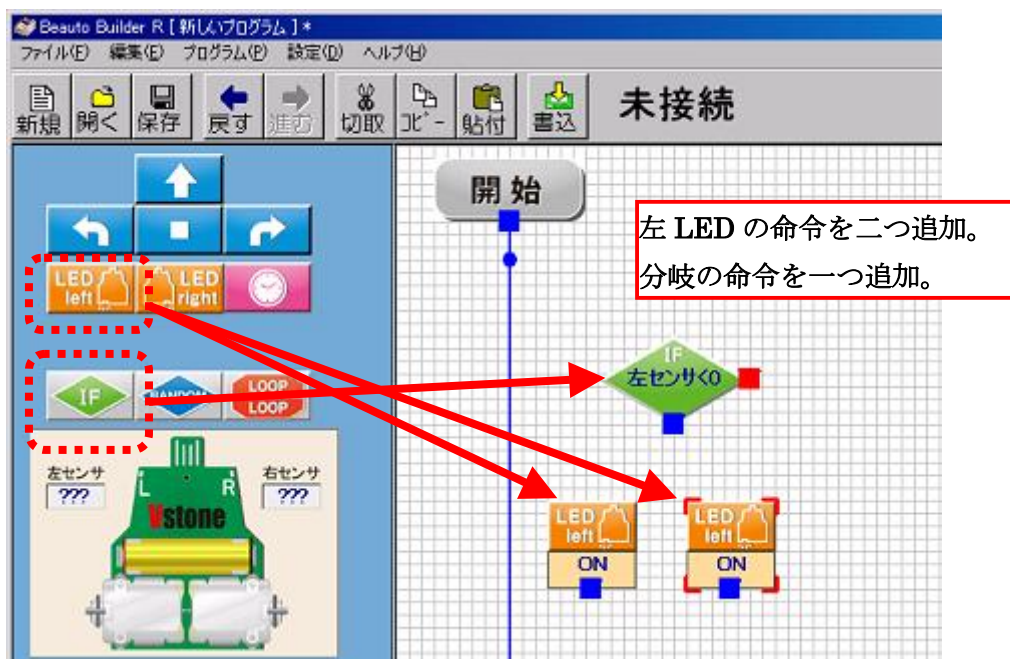 Beauto Builder R [ 新しいプログラム ] *
ファイル(F) 編集(E) プログラム(P) 設定(D) ヘルプ(H)
新規 開く 保存 戻す 進む 切取 コピー 貼付 書込 未接続
開始
左 LED の命令を二つ追加。
分岐の命令を一つ追加。
LED left
LED right
IF
左センサ<0
IF RANDOM LOOP LOOP
左センサ
???
右センサ
???
L R
Vstone
LED left
ON
LED left
ON